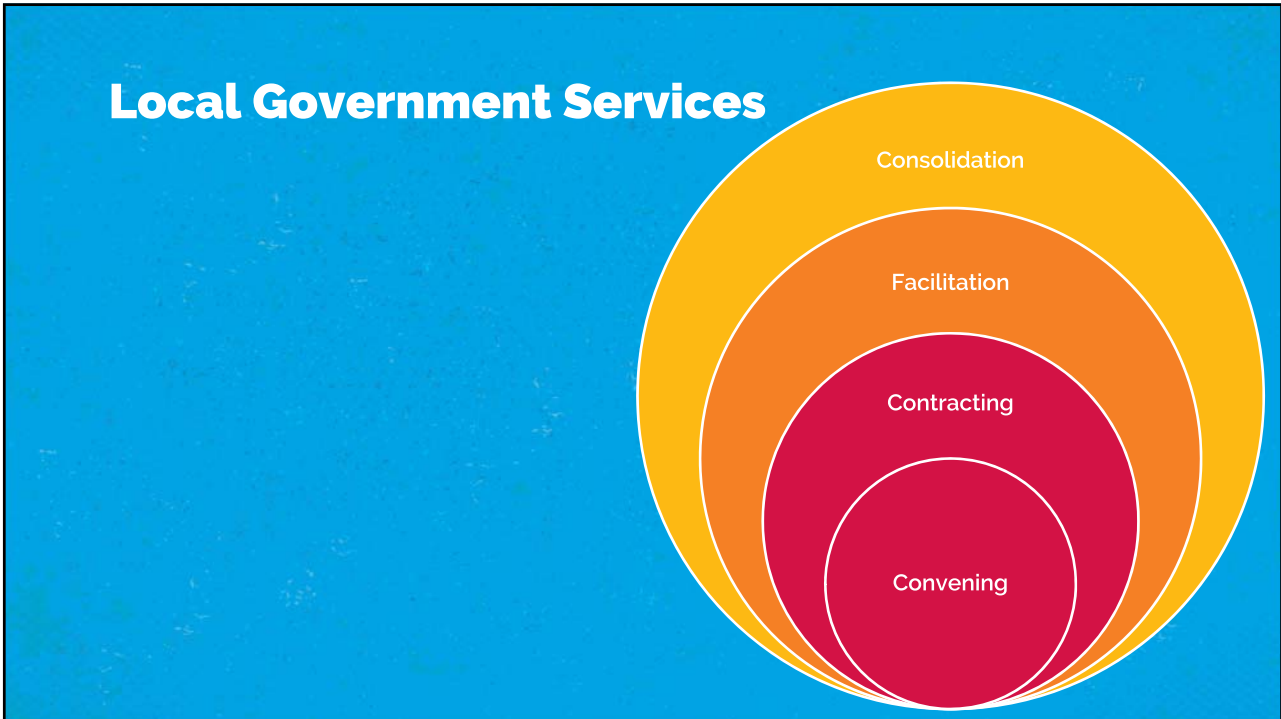 Local Government Services
Consolidation
Facilitation
Contracting
Convening